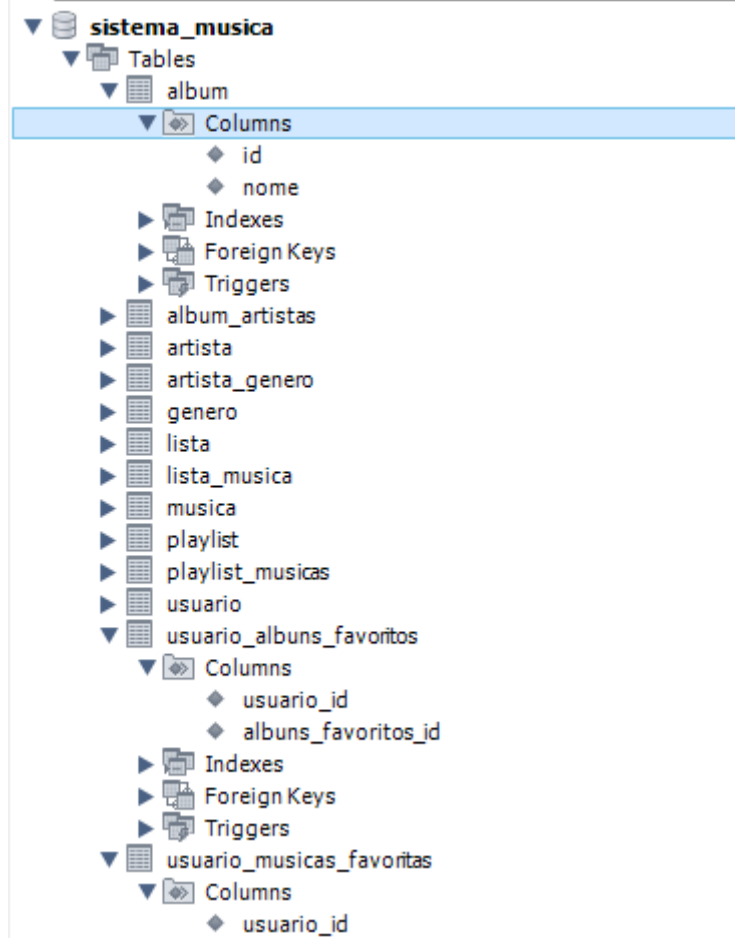 sistema_musica
Tables
album
Columns
id
nome
Indexes
Foreign Keys
Triggers
album_artistas
artista
artista_genero
genero
lista
lista_musica
musica
playlist
playlist_musicas
usuario
usuario_albuns_favoritos
Columns
usuario_id
albuns_favoritos_id
Indexes
Foreign Keys
Triggers
usuario_musicas_favoritas
Columns
usuario_id